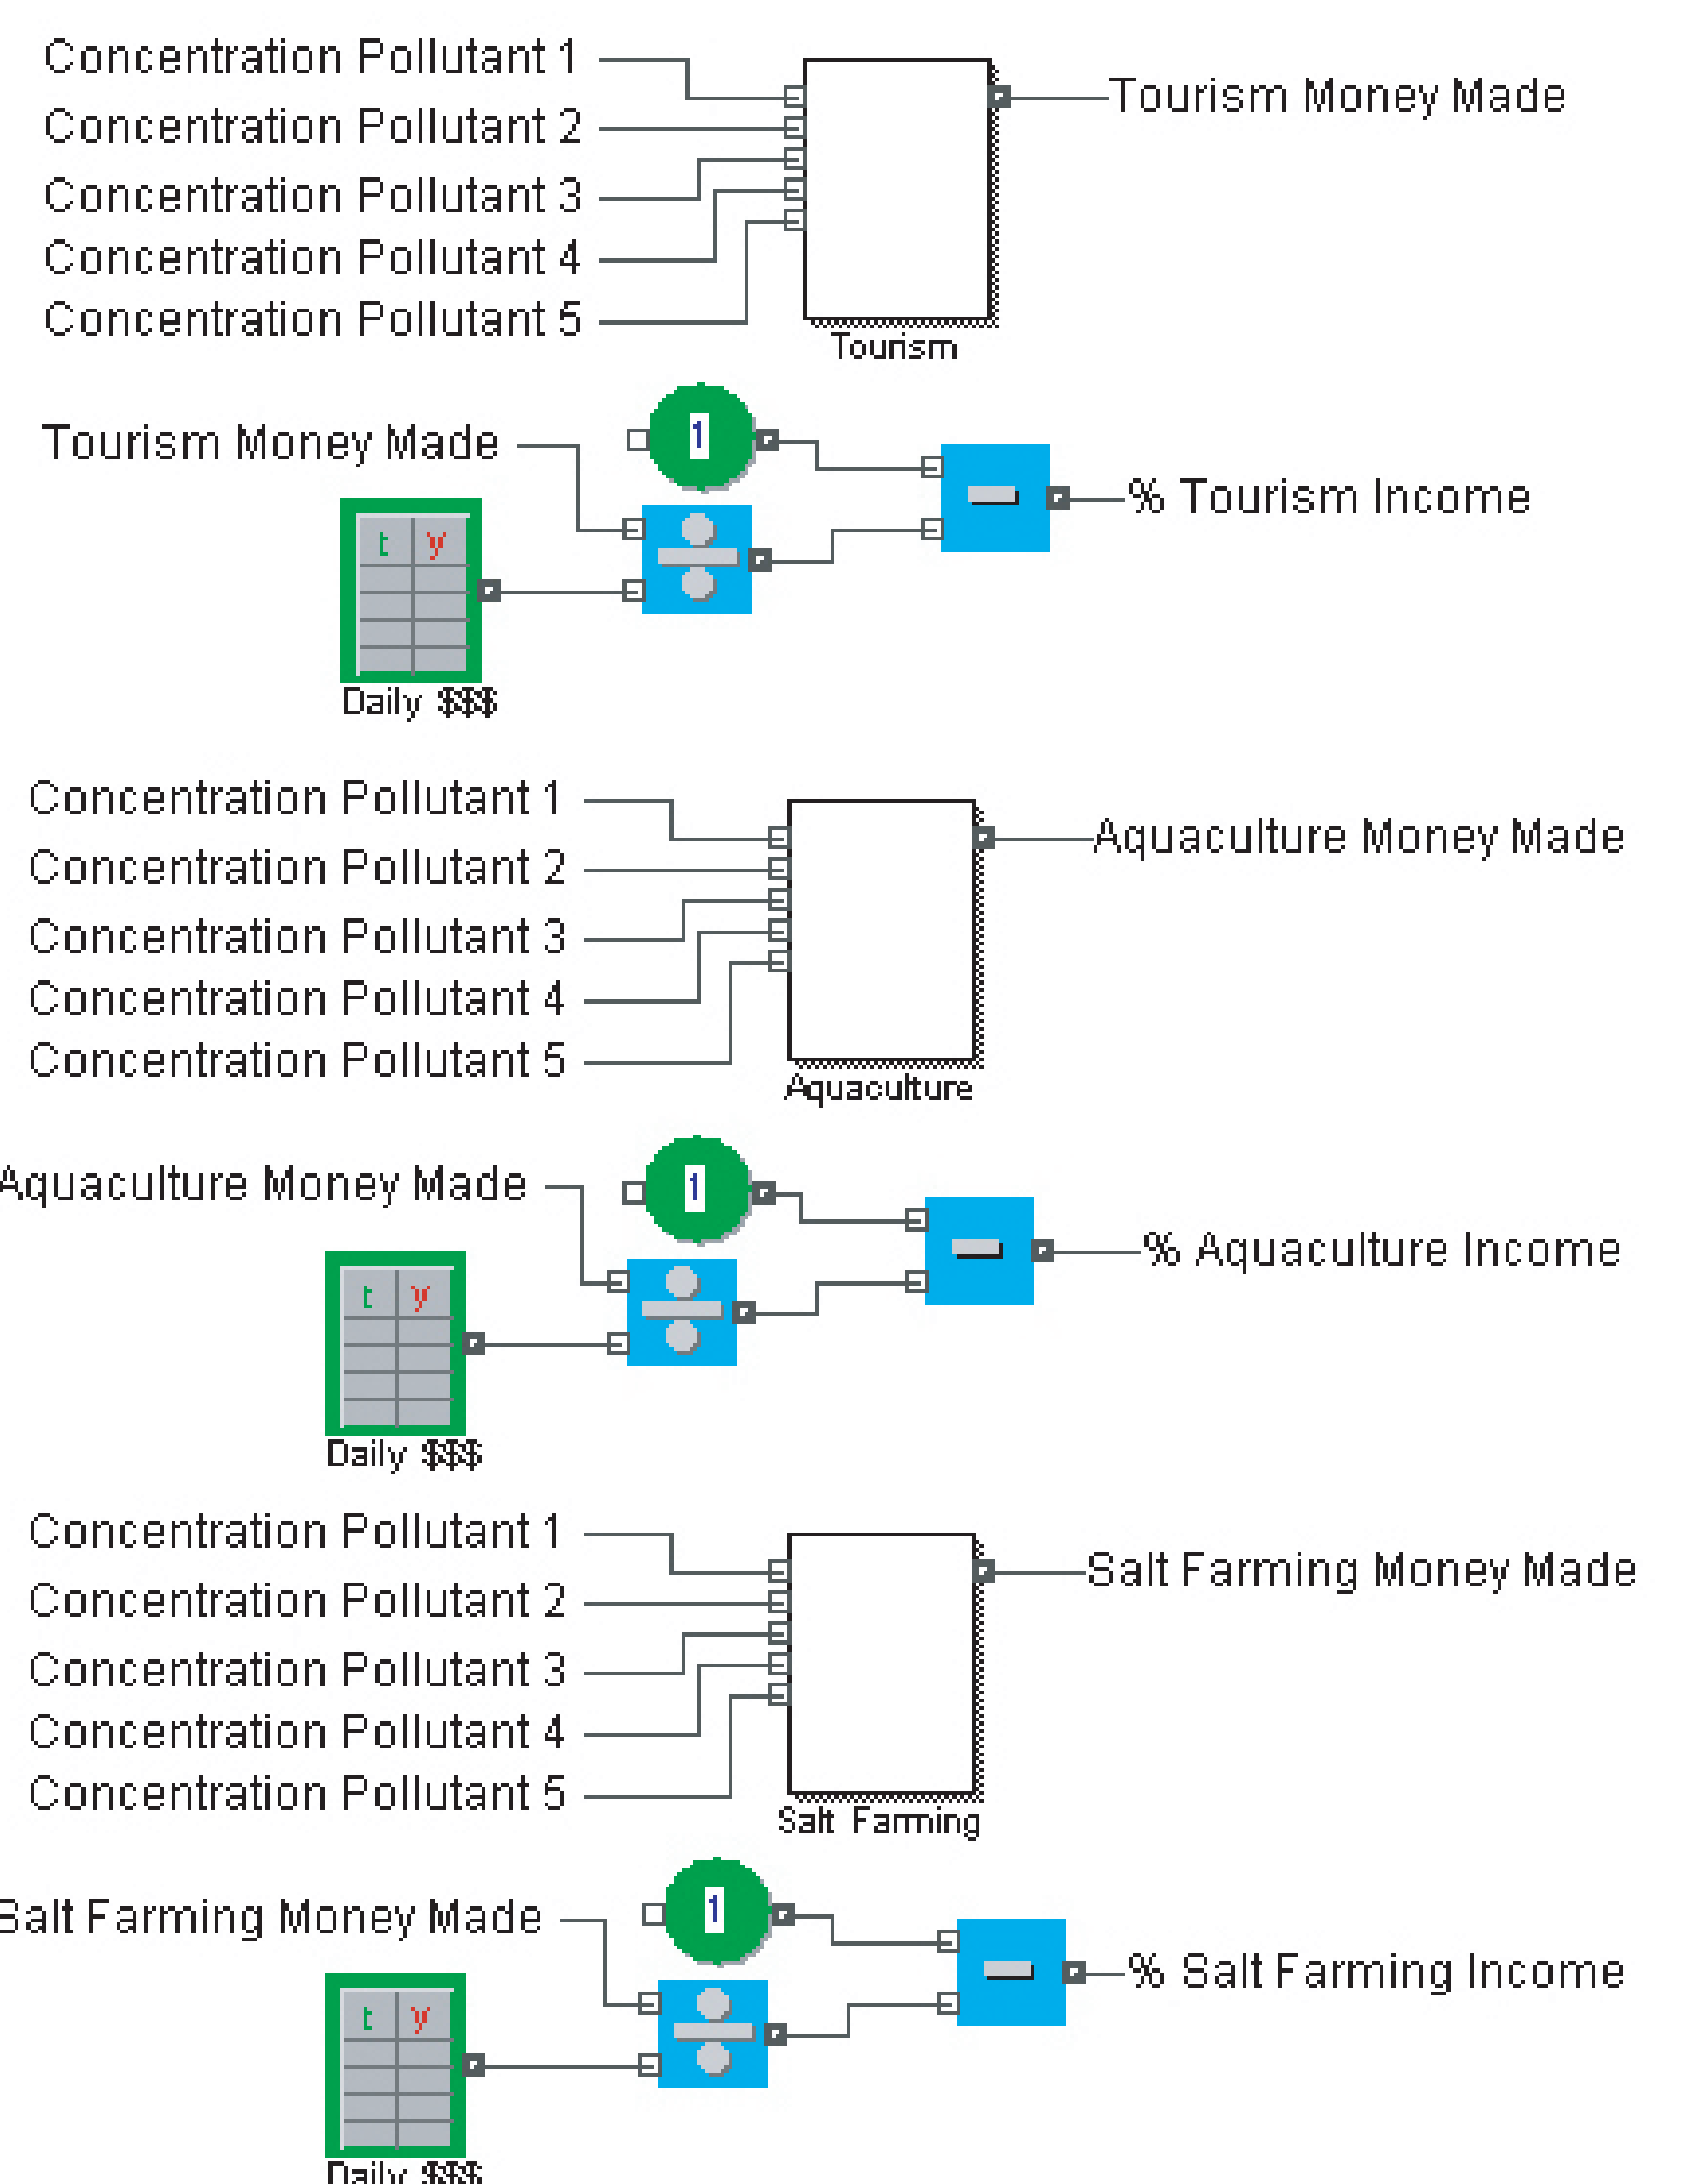 Concentration Pollutant 1
Concentration Pollutant 2
Concentration Pollutant 3
Concentration Pollutant 4
Concentration Pollutant 5
Tourism Money Made
Tourism
Tourism Money Made
1
% Tourism Income
t y
Daily $$$
Concentration Pollutant 1
Concentration Pollutant 2
Concentration Pollutant 3
Concentration Pollutant 4
Concentration Pollutant 5
Aquaculture Money Made
Aquaculture
Aquaculture Money Made
1
% Aquaculture Income
t y
Daily $$$
Concentration Pollutant 1
Concentration Pollutant 2
Concentration Pollutant 3
Concentration Pollutant 4
Concentration Pollutant 5
Salt Farming Money Made
Salt Farming
Salt Farming Money Made
1
% Salt Farming Income
t y
Daily $$$